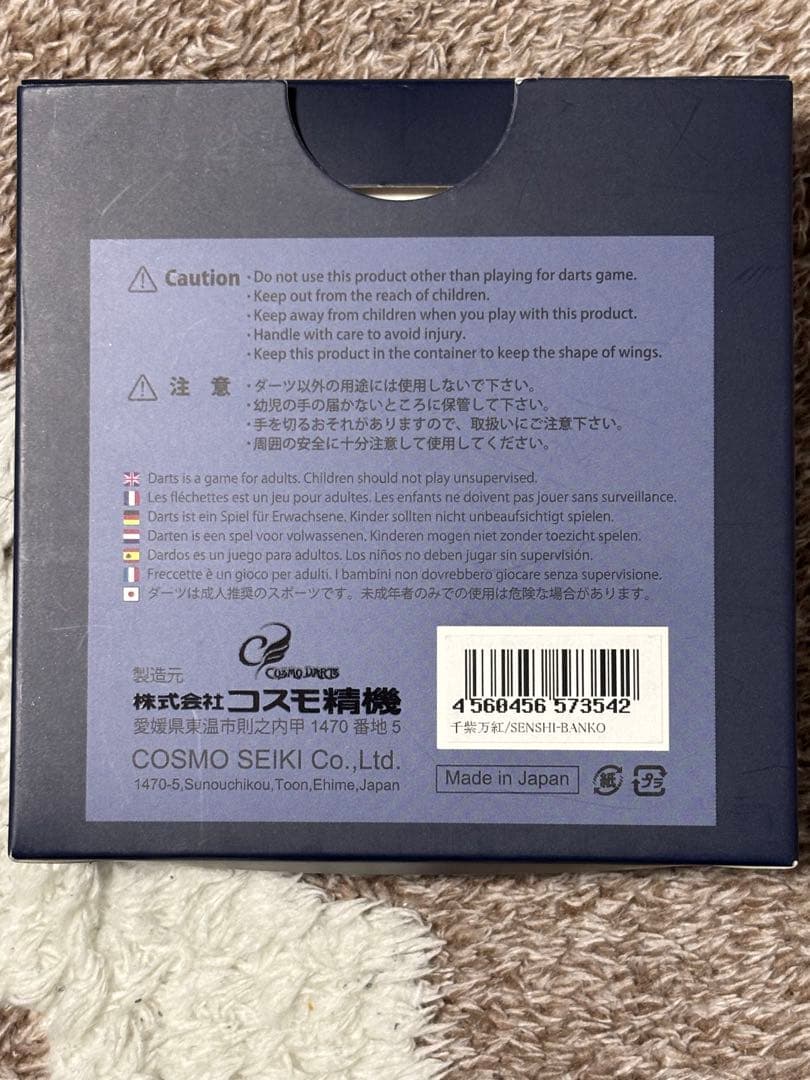 Caution ・Do not use this product other than playing for darts game.
・Keep out from the reach of children.
・Keep away from children when you play with this product.
・Handle with care to avoid injury.
・Keep this product in the container to keep the shape of wings.
注 意 ・ダーツ以外の用途には使用しないで下さい。
・幼児の手の届かないところに保管して下さい。
・手を切るおそれがありますので、取扱いにご注意下さい。
・周囲の安全に十分注意して使用してください。
Darts is a game for adults. Children should not play unsupervised.
Les fléchettes est un jeu pour adultes. Les enfants ne doivent pas jouer sans surveillance.
Darts ist ein Spiel für Erwachsene. Kinder sollten nicht unbeaufsichtigt spielen.
Darten is een spel voor volwassenen. Kinderen mogen niet zonder toezicht spelen.
Dardos es un juego para adultos. Los niños no deben jugar sin supervisión.
Freccette è un gioco per adulti. I bambini non dovrebbero giocare senza supervisione.
ダーツは成人推奨のスポーツです。未成年者のみでの使用は危険な場合があります。
COSMO DARTS
製造元
株式会社コスモ精機
愛媛県東温市則之内甲 1470 番地 5
COSMO SEIKI Co.,Ltd.
1470-5,Sunouchikou,Toon,Ehime,Japan
4 560456 573542
千紫万紅/SENSHI-BANKO
Made in Japan
紙
プラ